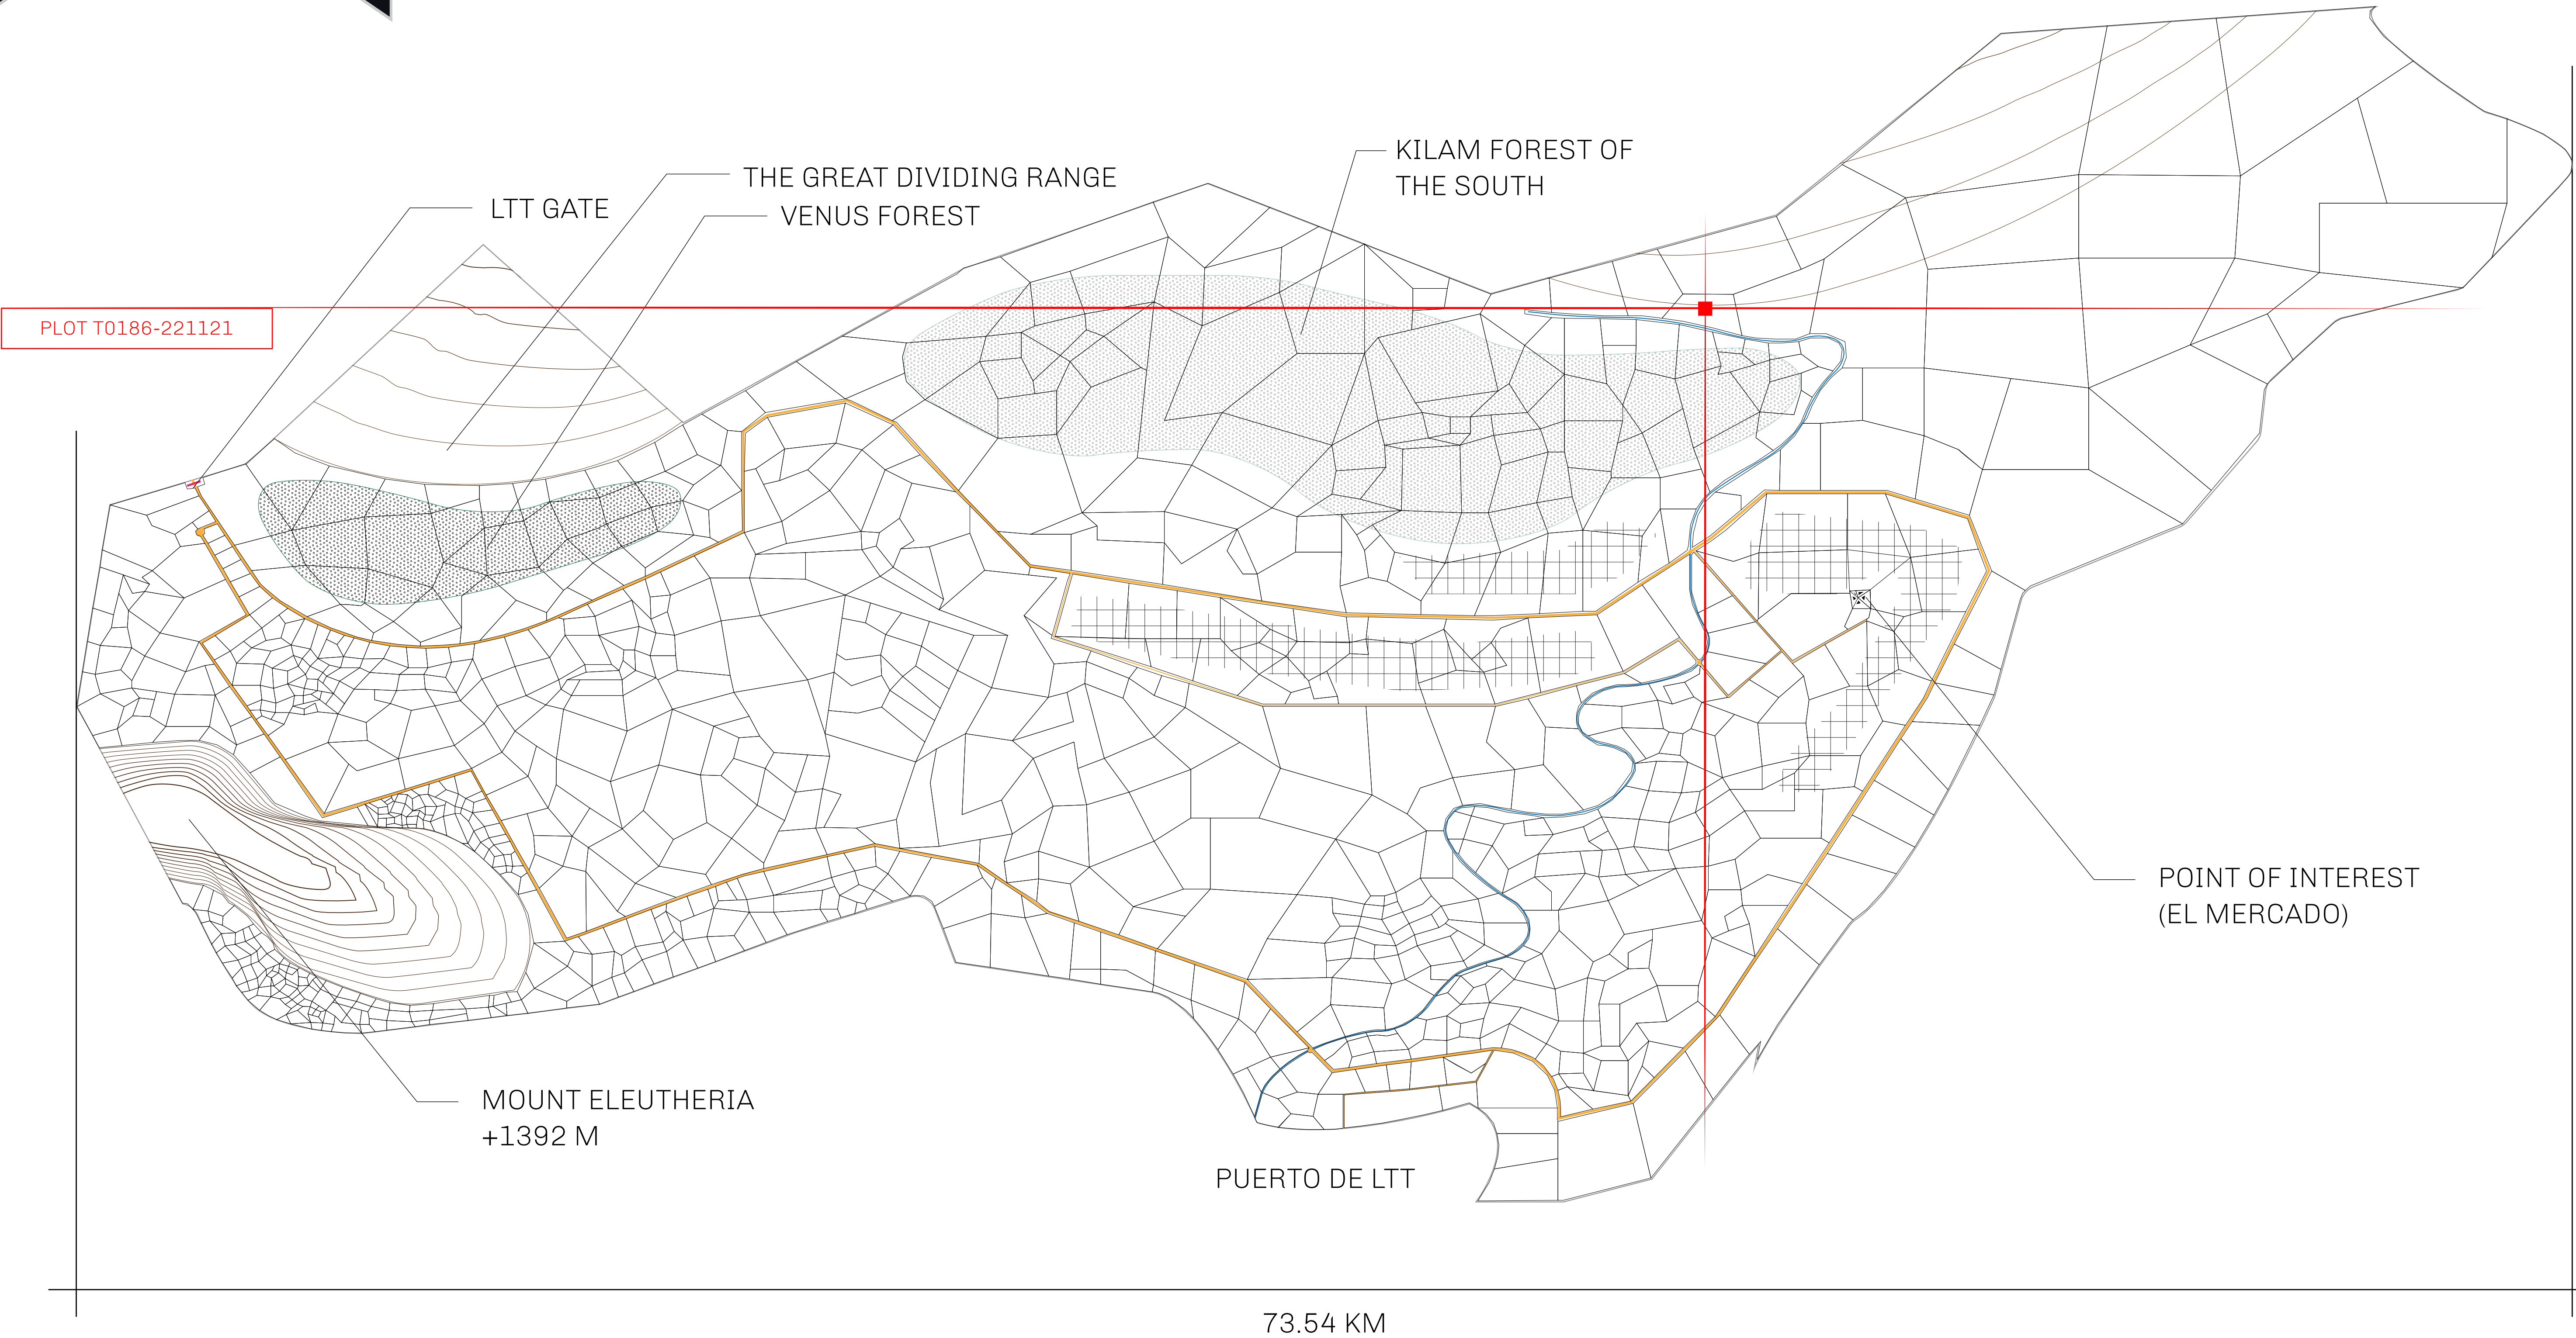 KILAM FOREST OF
THE SOUTH
THE GREAT DIVIDING RANGE
LTT GATE
VENUS FOREST
PLOT T0186-221121
POINT OF INTEREST
(EL MERCADO)
MOUNT ELEUTHERIA
+1392 M
PUERTO DE LTT
73.54 KM